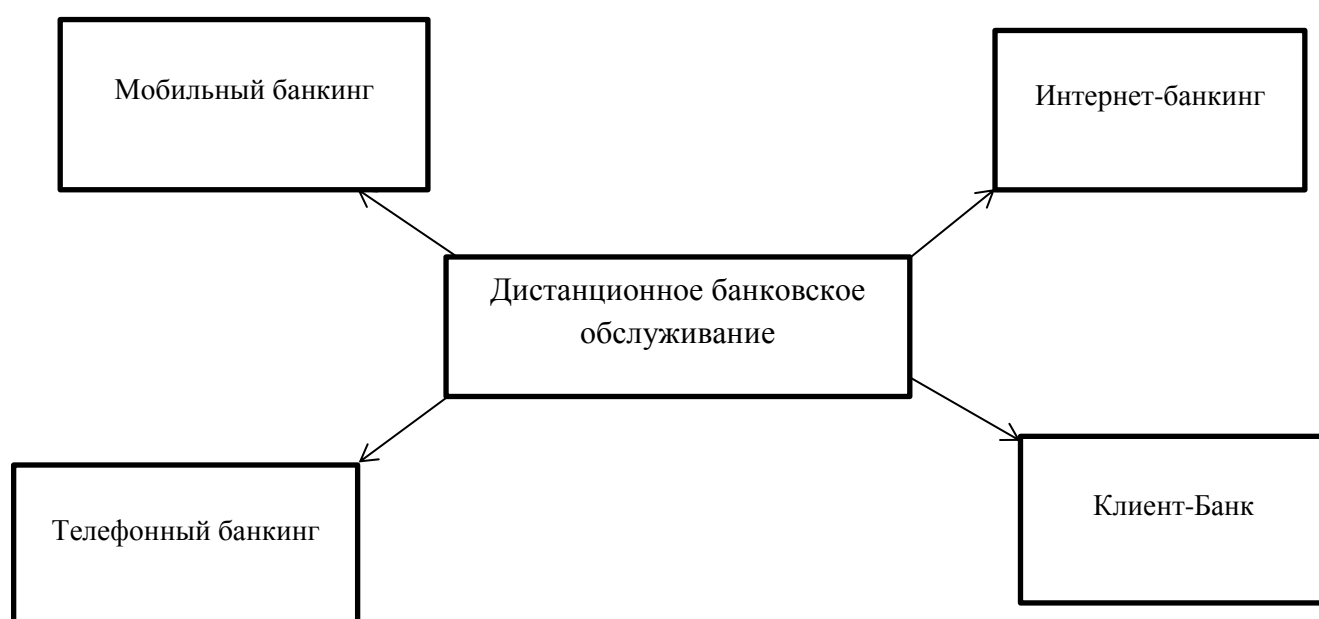 Мобильный банкинг
Интернет-банкинг
Дистанционное банковское
обслуживание
Телефонный банкинг
Клиент-Банк